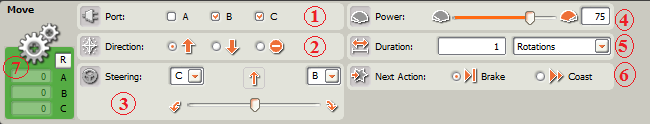 Move
Port: A B C 1
Power: 75 4
Direction: 2
Duration: 1 Rotations 5
7 R
0 A
0 B
0 C
Steering: C B 3
Next Action: Brake Coast 6